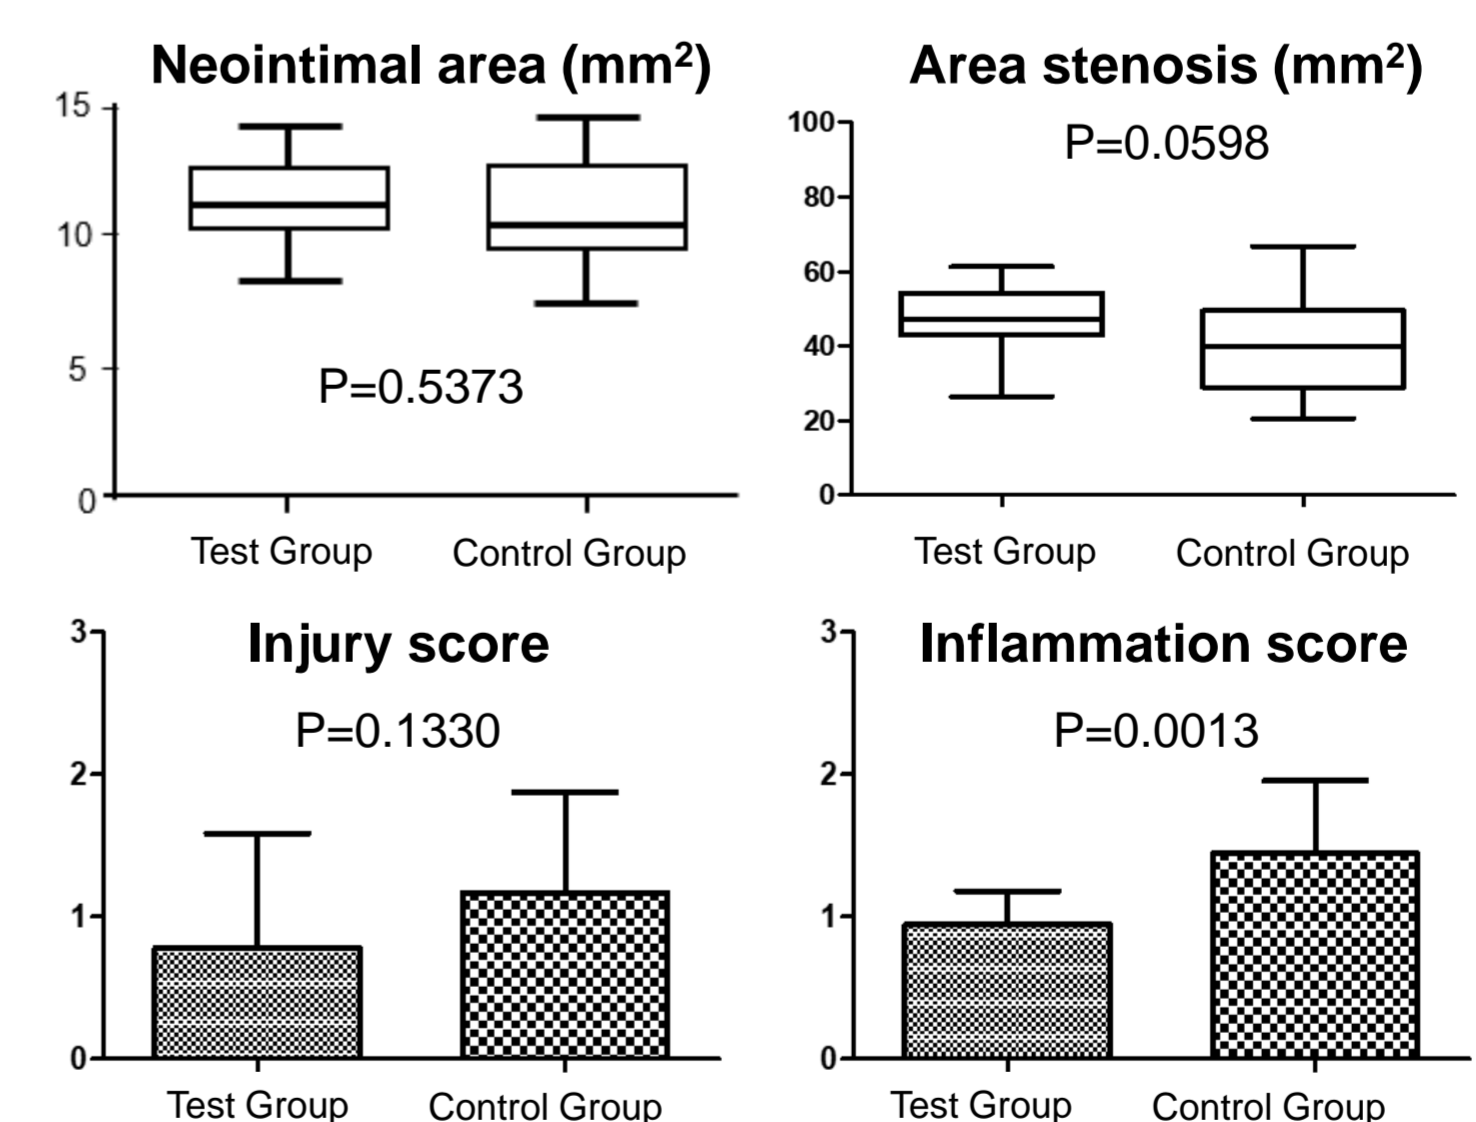 Neointimal area (mm²)
15
10
5
0
P=0.5373
Test Group
Control Group
Area stenosis (mm²)
100
80
60
40
20
0
P=0.0598
Test Group
Control Group
Injury score
3
2
1
0
P=0.1330
Test Group
Control Group
Inflammation score
3
2
1
0
P=0.0013
Test Group
Control Group